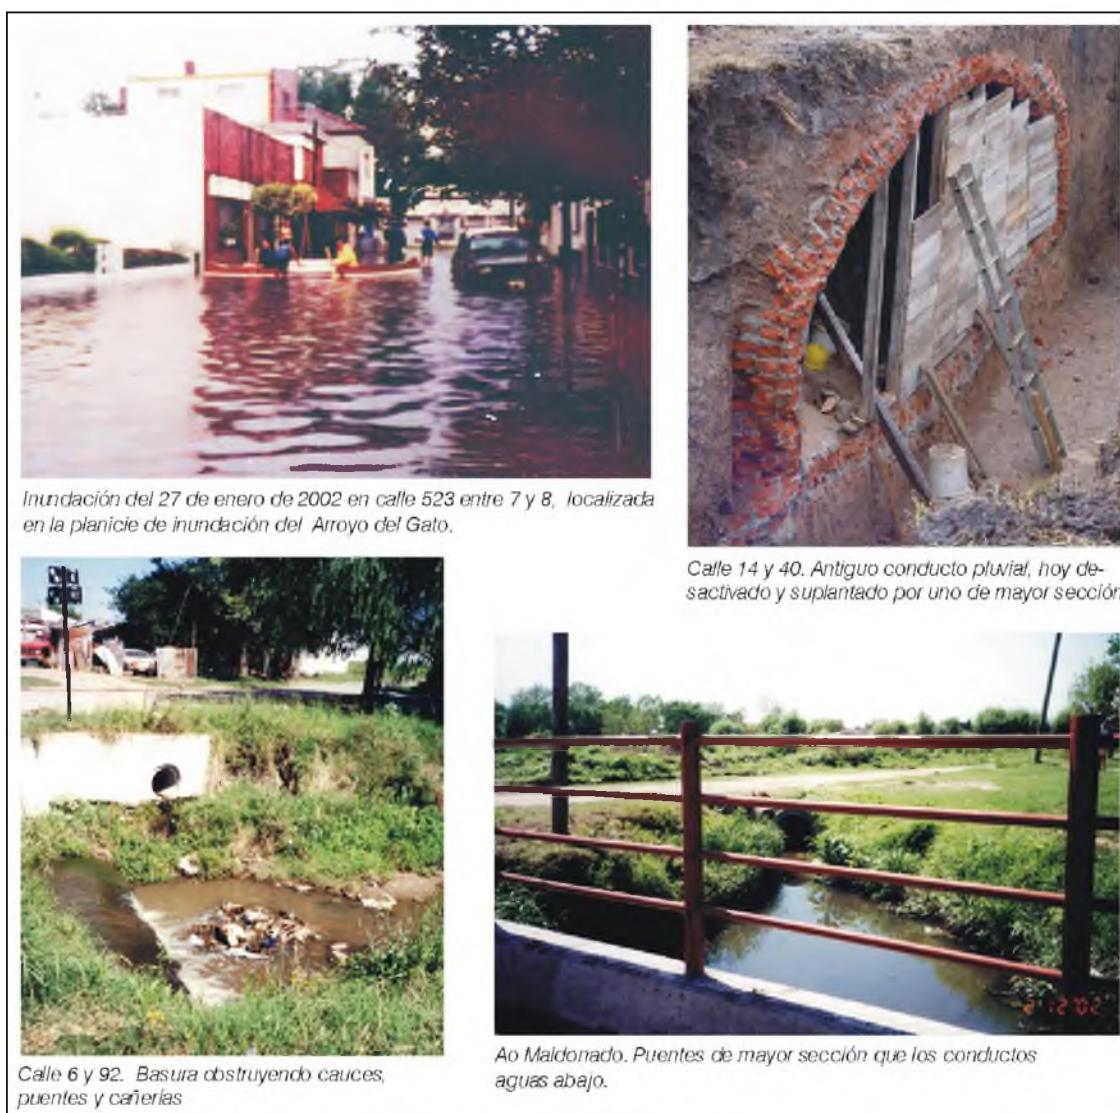 Inundación del 27 de enero de 2002 en calle 523 entre 7 y 8, localizada
en la planicie de inundación del Arroyo del Gato.
Calle 14 y 40. Antiguo conducto pluvial, hoy de-
sactivado y suplantado por uno de mayor sección
Calle 6 y 92. Basura obstruyendo cauces,
puentes y cañerías
2 12 02
Ao Maldonado. Puentes de mayor sección que los conductos
aguas abajo.